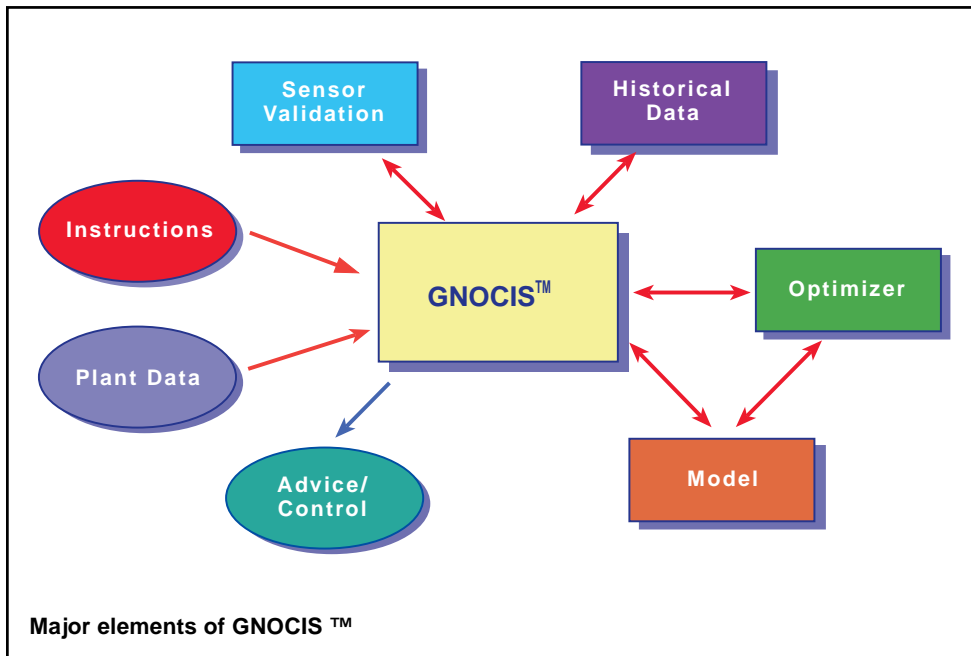 Sensor
Validation
Historical
Data
Instructions
GNOCIS™
Optimizer
Plant Data
Advice/
Control
Model
Major elements of GNOCIS ™